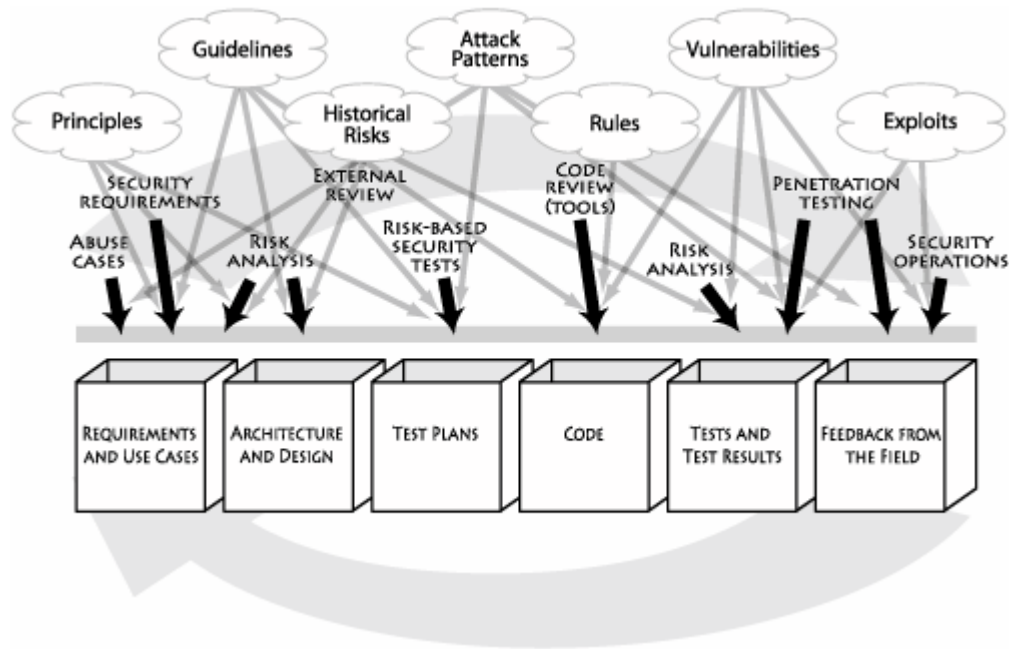 Guidelines
Attack
Patterns
Vulnerabilities
Principles
Historical
Risks
Rules
Exploits
SECURITY
REQUIREMENTS
EXTERNAL
REVIEW
CODE
REVIEW
(TOOLS)
PENETRATION
TESTING
ABUSE
CASES
RISK
ANALYSIS
RISK-BASED
SECURITY
TESTS
RISK
ANALYSIS
SECURITY
OPERATIONS
REQUIREMENTS
AND USE CASES
ARCHITECTURE
AND DESIGN
TEST PLANS
CODE
TESTS AND
TEST RESULTS
FEEDBACK FROM
THE FIELD